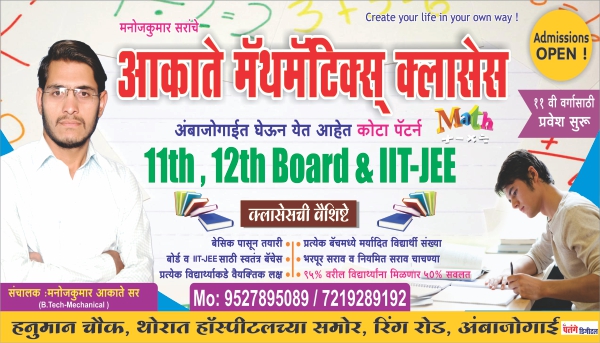 मनोजकुमार सरांचे
Create your life in your own way !
Admissions
OPEN !
आकाते मॅथमॅटिक्स् क्लासेस
११ वी वर्गासाठी
प्रवेश सुरू
अंबाजोगाईत घेऊन येत आहेत कोटा पॅटर्न
Math
11th , 12th Board & IIT-JEE
क्लासेसची वैशिष्टे
बेसिक पासून तयारी
प्रत्येक बॅचमध्ये मर्यादित विद्यार्थी संख्या
बोर्ड व IIT-JEE साठी स्वतंत्र बॅचेस
भरपूर सराव व नियमित सराव चाचण्या
प्रत्येक विद्यार्थ्याकडे वैयक्तिक लक्ष
९५% वरील विद्यार्थ्यांना मिळणार ५०% सवलत
संचालक :मनोजकुमार आकाते सर
(B.Tech-Mechanical )
Mo: 9527895089 / 7219289192
हनुमान चौक, थोरात हॉस्पीटलच्या समोर, रिंग रोड, अंबाजोगाई
पतंगे डिजीटल